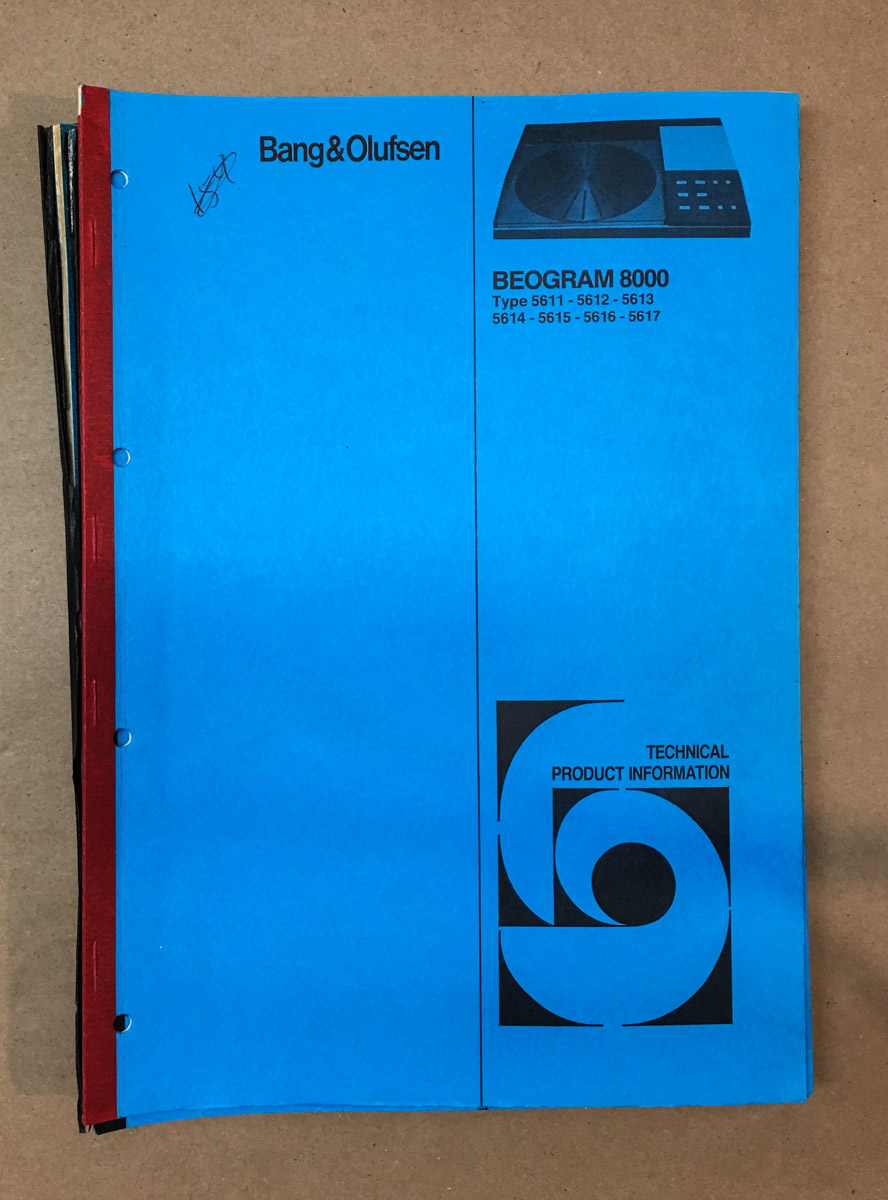 Bang&Olufsen
BEOGRAM 8000
Type 5611 - 5612 - 5613
5614 - 5615 - 5616 - 5617
TECHNICAL
PRODUCT INFORMATION